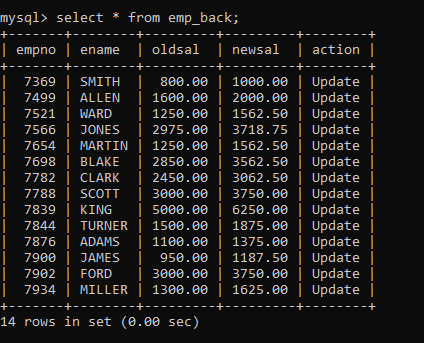 mysql> select * from emp_back;
+-------+--------+---------+---------+--------+
| empno | ename  | oldsal  | newsal  | action |
+-------+--------+---------+---------+--------+
|  7369 | SMITH  |  800.00 | 1000.00 | Update |
|  7499 | ALLEN  | 1600.00 | 2000.00 | Update |
|  7521 | WARD   | 1250.00 | 1562.50 | Update |
|  7566 | JONES  | 2975.00 | 3718.75 | Update |
|  7654 | MARTIN | 1250.00 | 1562.50 | Update |
|  7698 | BLAKE  | 2850.00 | 3562.50 | Update |
|  7782 | CLARK  | 2450.00 | 3062.50 | Update |
|  7788 | SCOTT  | 3000.00 | 3750.00 | Update |
|  7839 | KING   | 5000.00 | 6250.00 | Update |
|  7844 | TURNER | 1500.00 | 1875.00 | Update |
|  7876 | ADAMS  | 1100.00 | 1375.00 | Update |
|  7900 | JAMES  |  950.00 | 1187.50 | Update |
|  7902 | FORD   | 3000.00 | 3750.00 | Update |
|  7934 | MILLER | 1300.00 | 1625.00 | Update |
+-------+--------+---------+---------+--------+
14 rows in set (0.00 sec)